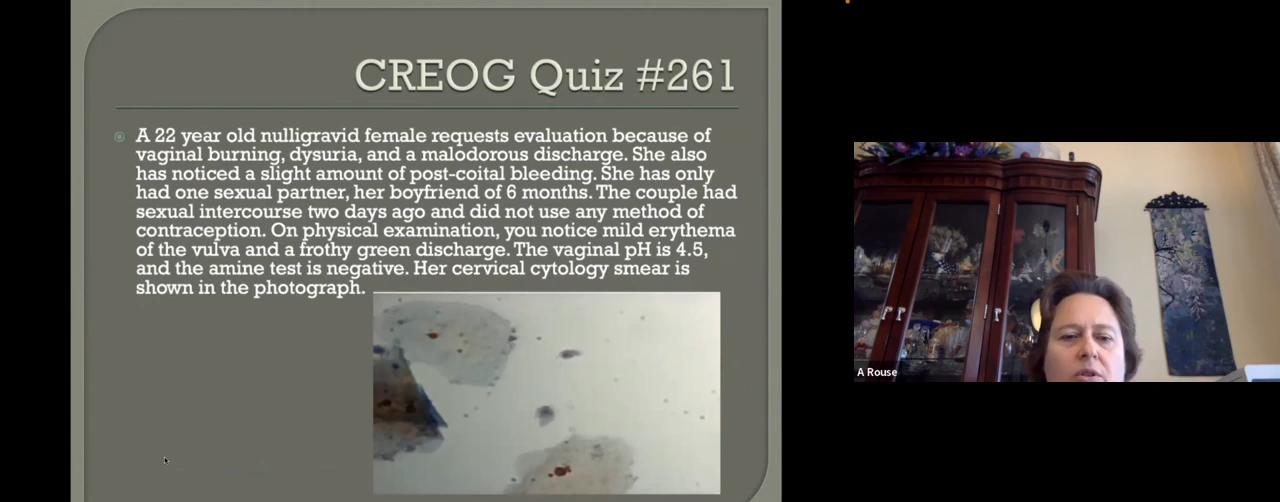 CREOG Quiz #261
A 22 year old nulligravid female requests evaluation because of
vaginal burning, dysuria, and a malodorous discharge. She also
has noticed a slight amount of post-coital bleeding. She has only
had one sexual partner, her boyfriend of 6 months. The couple had
sexual intercourse two days ago and did not use any method of
contraception. On physical examination, you notice mild erythema
of the vulva and a frothy green discharge. The vaginal pH is 4.5,
and the amine test is negative. Her cervical cytology smear is
shown in the photograph.
A Rouse